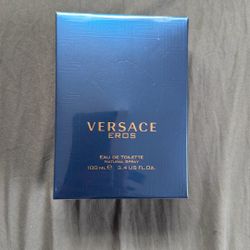 VERSACE
EROS
EAU DE TOILETTE
NATURAL SPRAY
100 ML ℮ 3.4 US FL.OZ.